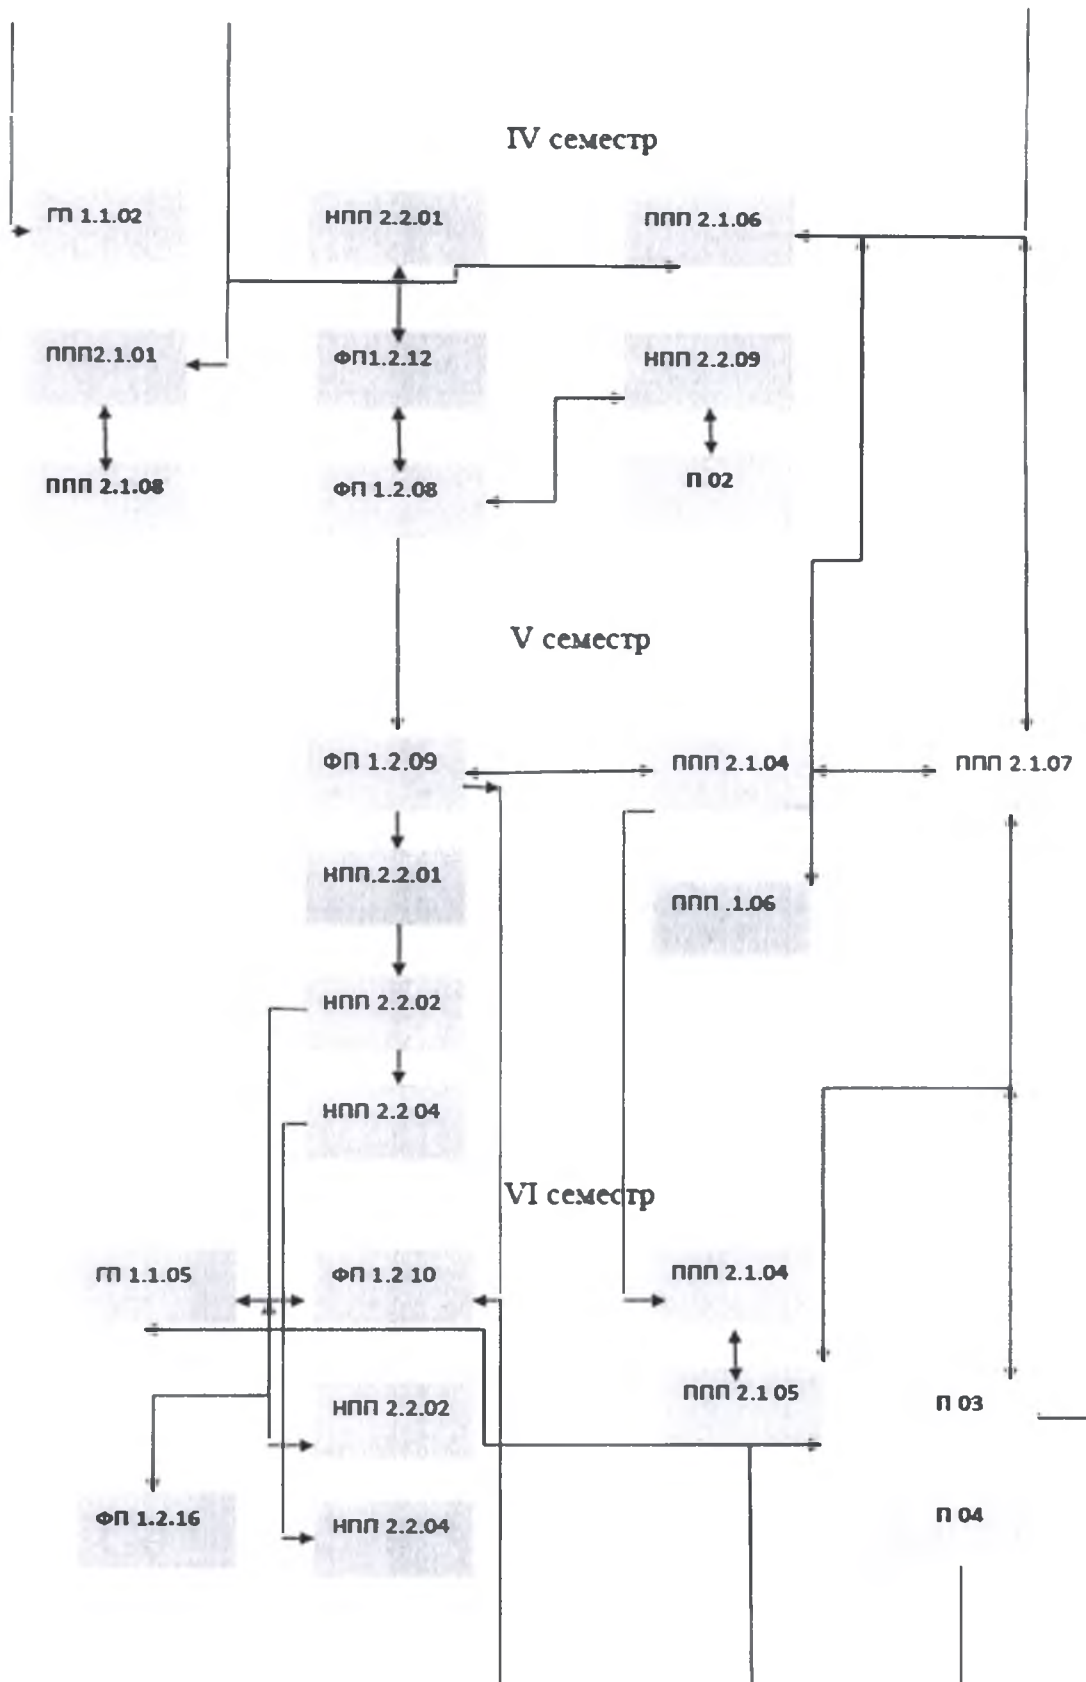 IV семестр
ГП 1.1.02
НПП 2.2.01
ППП 2.1.06
ППП2.1.01
ФП1.2.12
НПП 2.2.09
ППП 2.1.08
ФП 1.2.08
П 02
V семестр
ФП 1.2.09
ППП 2.1.04
ППП 2.1.07
НПП.2.2.01
ППП .1.06
НПП 2.2.02
НПП 2.2 04
VI семестр
ГП 1.1.05
ФП 1.2 10
ППП 2.1.04
НПП 2.2.02
ППП 2.1 05
П 03
ФП 1.2.16
НПП 2.2.04
П 04